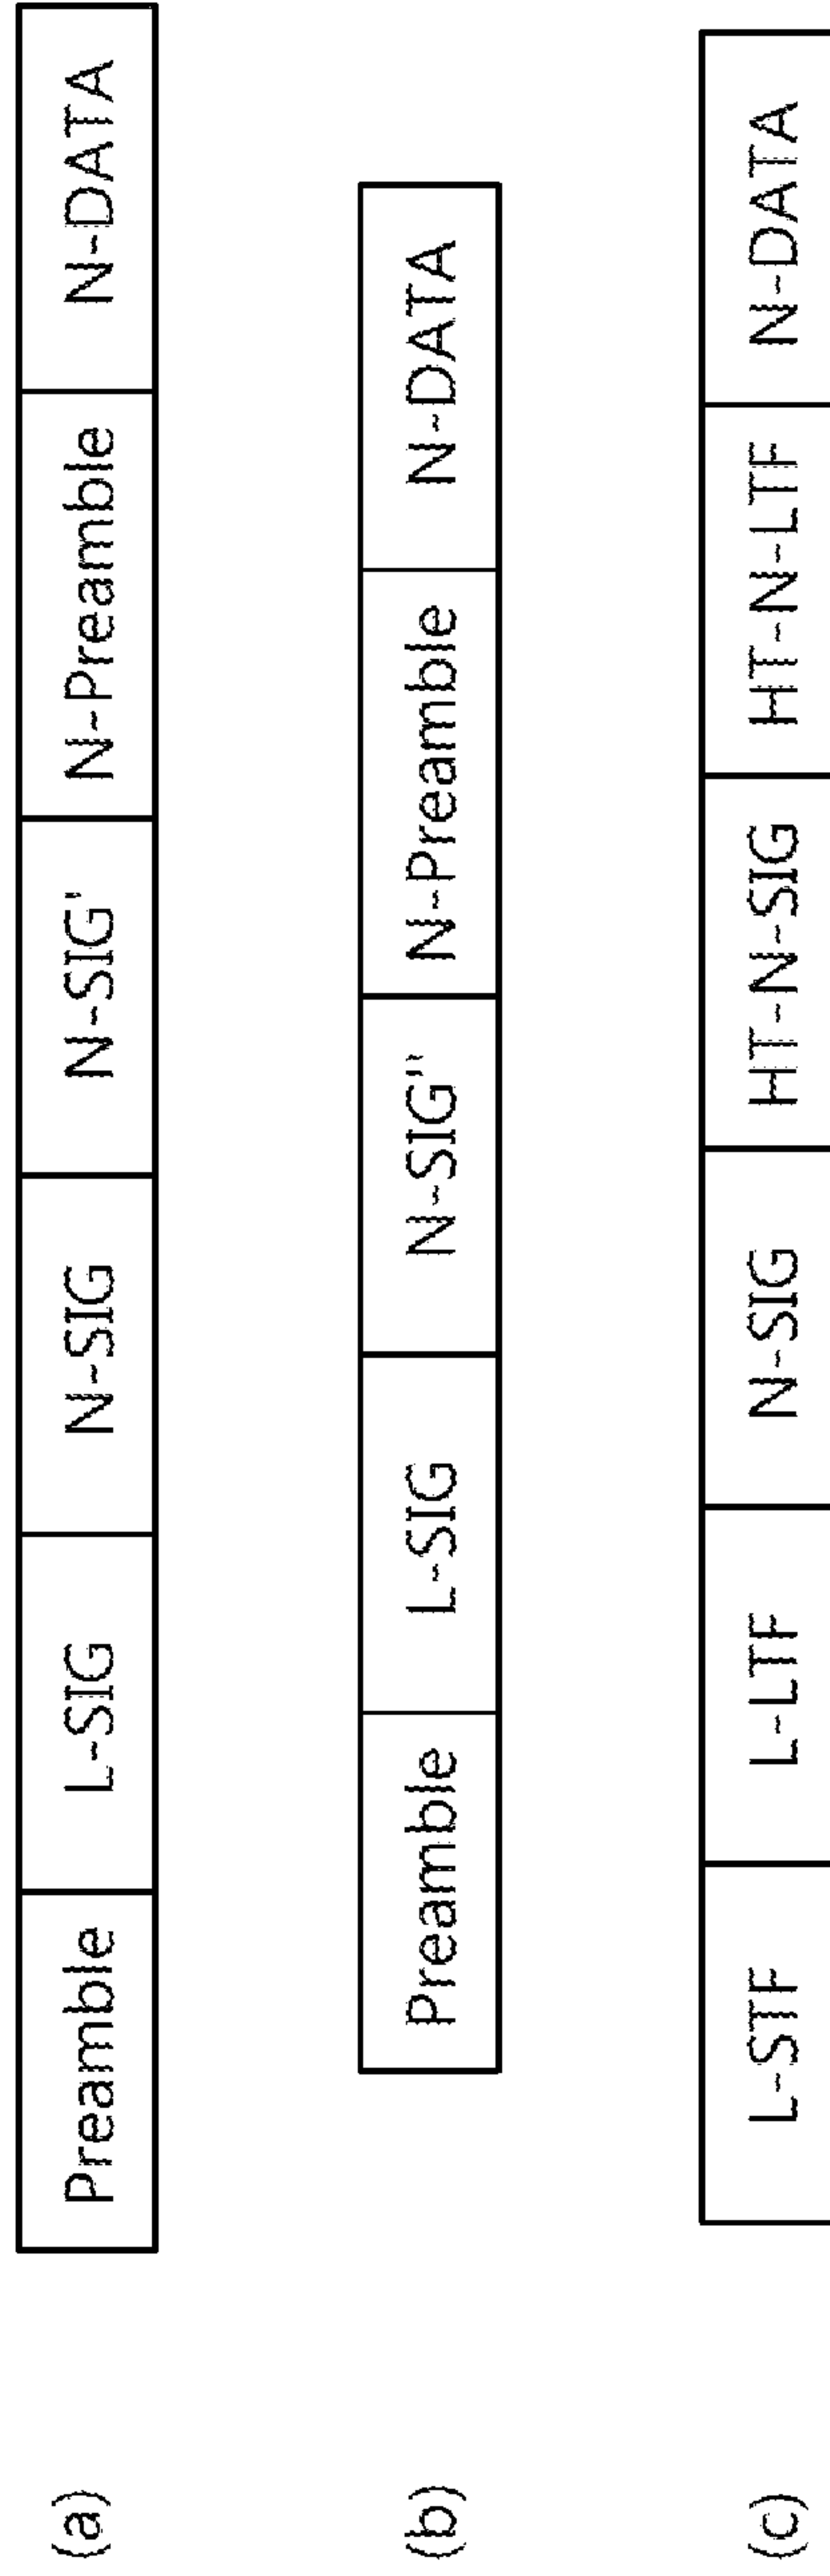 (a) Preamble L-SIG N-SIG N-SIG' N-Preamble N-DATA
(b) Preamble L-SIG N-SIG'' N-Preamble N-DATA
(c) L-STF L-LTF N-SIG HT-N-SIG HT-N-LTF N-DATA